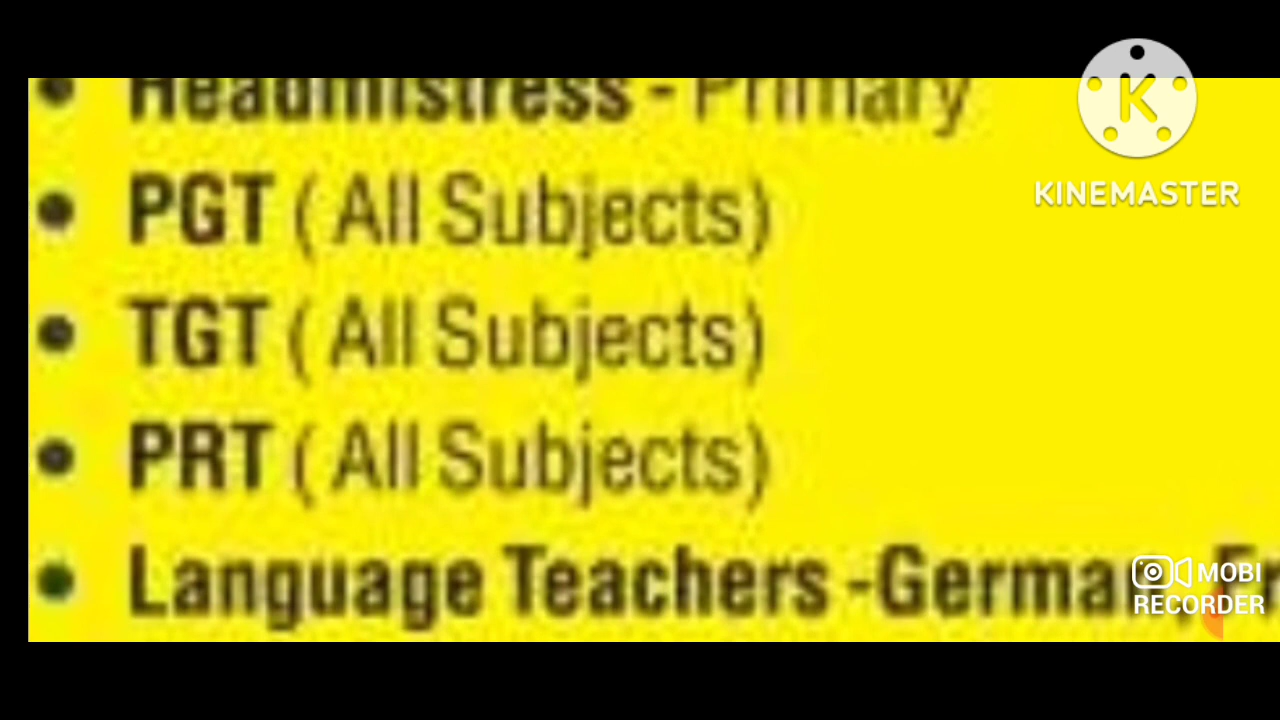 Headmistress - Primary
PGT ( All Subjects)
TGT ( All Subjects)
PRT ( All Subjects)
Language Teachers -German,
KINEMASTER
MOBI
RECORDER